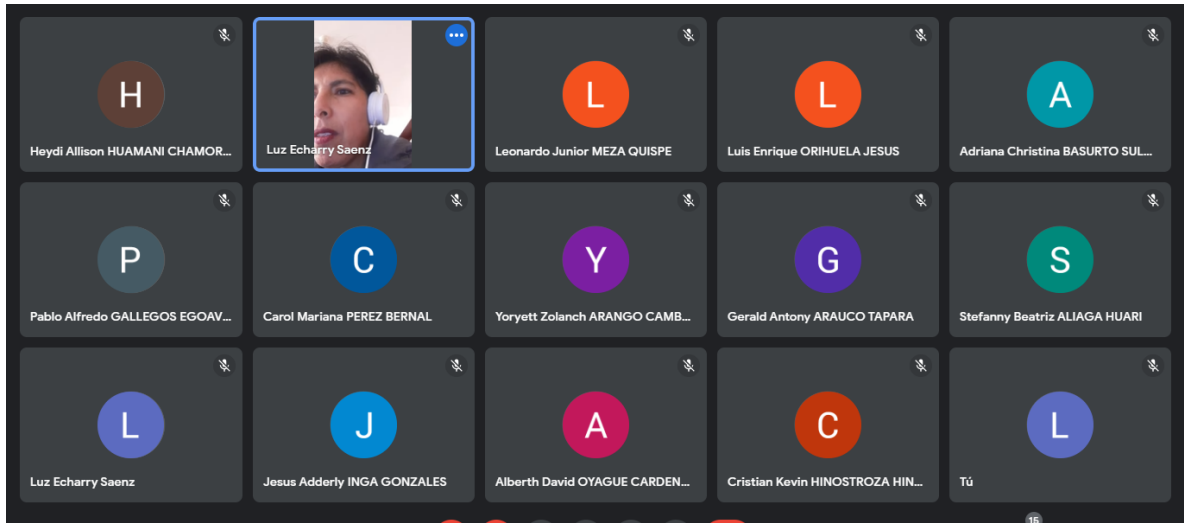 H
Heydi Allison HUAMANI CHAMOR...
Luz Echarry Saenz
L
Leonardo Junior MEZA QUISPE
L
Luis Enrique ORIHUELA JESUS
A
Adriana Christina BASURTO SUL...
P
Pablo Alfredo GALLEGOS EGOAV...
C
Carol Mariana PEREZ BERNAL
Y
Yoryett Zolanch ARANGO CAMB...
G
Gerald Antony ARAUCO TAPARA
S
Stefanny Beatriz ALIAGA HUARI
L
Luz Echarry Saenz
J
Jesus Adderly INGA GONZALES
A
Alberth David OYAGUE CARDEN...
C
Cristian Kevin HINOSTROZA HIN...
L
Tú
15